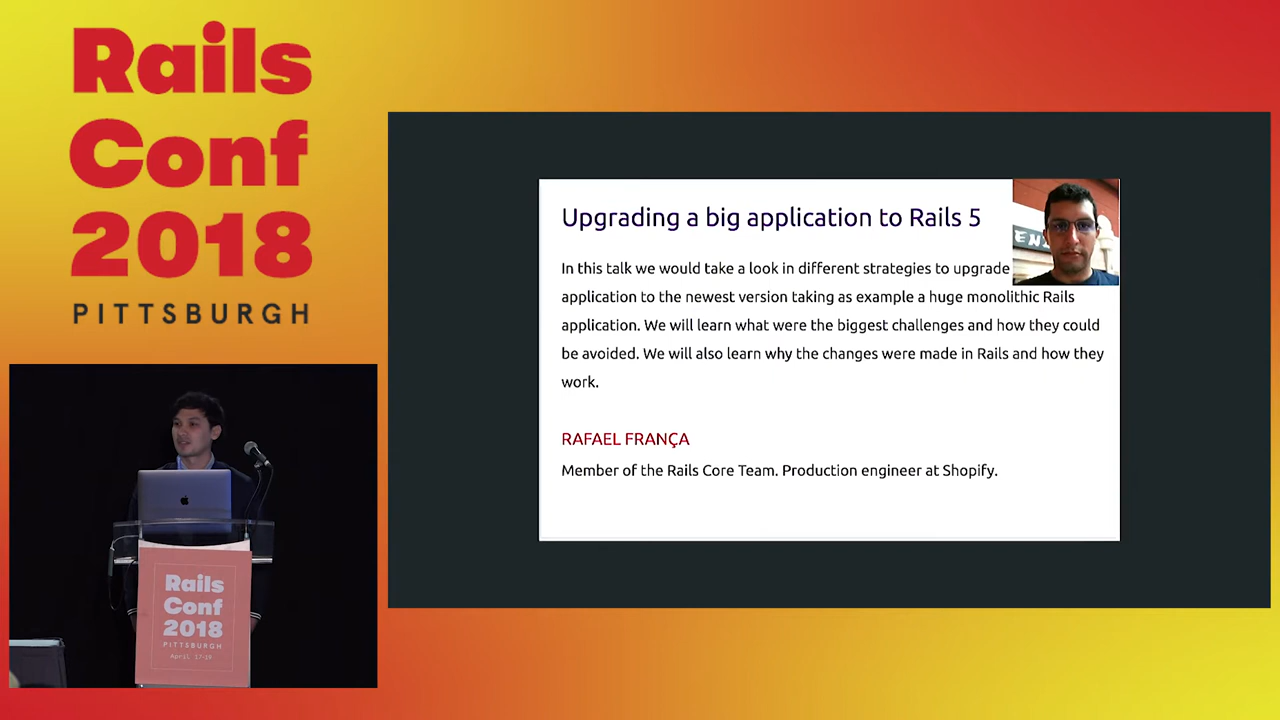 Rails
Conf
2018
PITTSBURGH
Upgrading a big application to Rails 5
In this talk we would take a look in different strategies to upgrade
application to the newest version taking as example a huge monolithic Rails
application. We will learn what were the biggest challenges and how they could
be avoided. We will also learn why the changes were made in Rails and how they
work.
RAFAEL FRANÇA
Member of the Rails Core Team. Production engineer at Shopify.
Rails
Conf
2018
PITTSBURGH
April 17-19